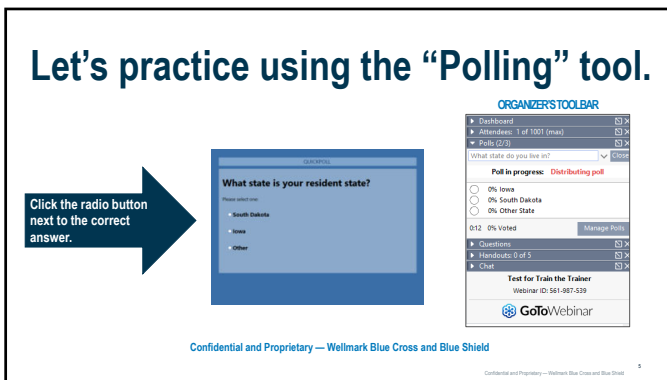 Let's practice using the “Polling” tool.
Click the radio button
next to the correct
answer.
QUICKPOLL
What state is your resident state?
Please select one:
South Dakota
Iowa
Other
ORGANIZER'S TOOLBAR
Dashboard
Attendees: 1 of 1001 (max)
Polls (2/3)
What state do you live in? Close
Poll in progress: Distributing poll
0% Iowa
0% South Dakota
0% Other State
0:12 0% Voted Manage Polls
Questions
Handouts: 0 of 5
Chat
Test for Train the Trainer
Webinar ID: 561-987-539
GoToWebinar
Confidential and Proprietary — Wellmark Blue Cross and Blue Shield
Confidential and Proprietary — Wellmark Blue Cross and Blue Shield
5